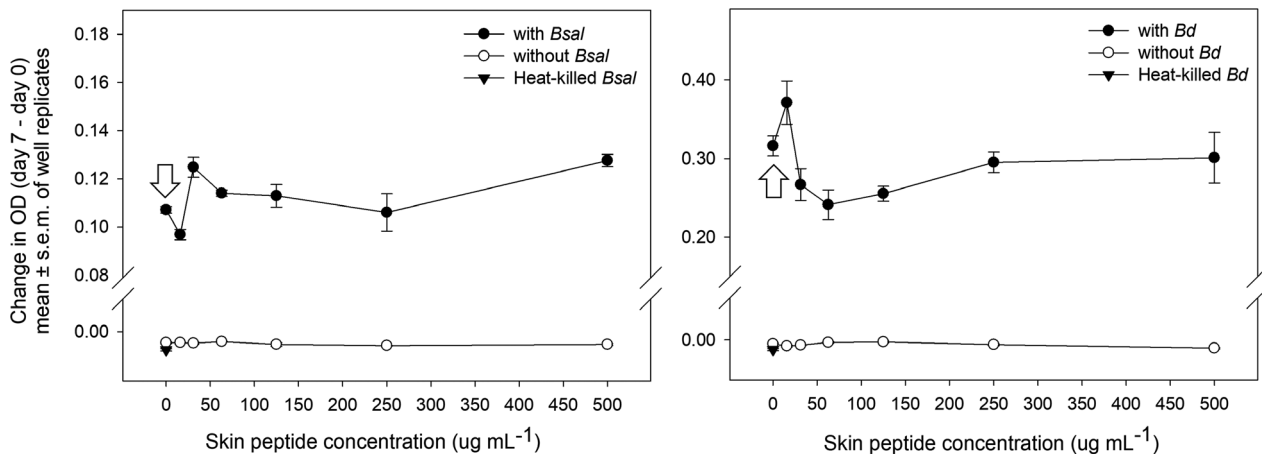 Change in OD (day 7 - day 0)
mean ± s.e.m. of well replicates
0.18
0.16
0.14
0.12
0.10
0.08
0.00
with Bsal
without Bsal
Heat-killed Bsal
0 50 100 150 200 250 300 350 400 450 500
Skin peptide concentration (ug mL-1)
0.40
0.30
0.20
0.00
with Bd
without Bd
Heat-killed Bd
0 50 100 150 200 250 300 350 400 450 500
Skin peptide concentration (ug mL-1)